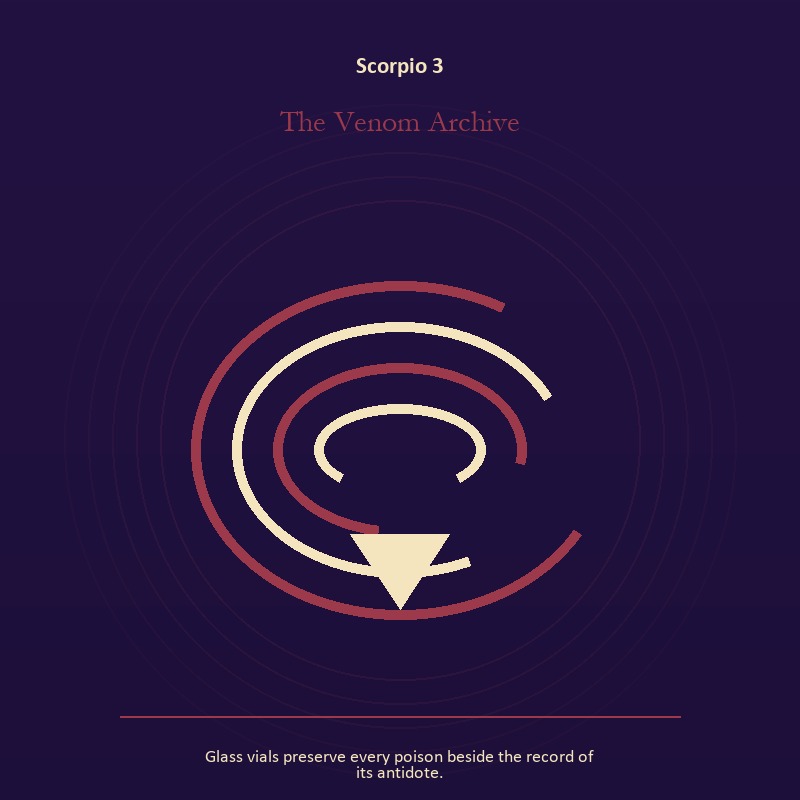 Scorpio 3
The Venom Archive
Glass vials preserve every poison beside the record of
its antidote.